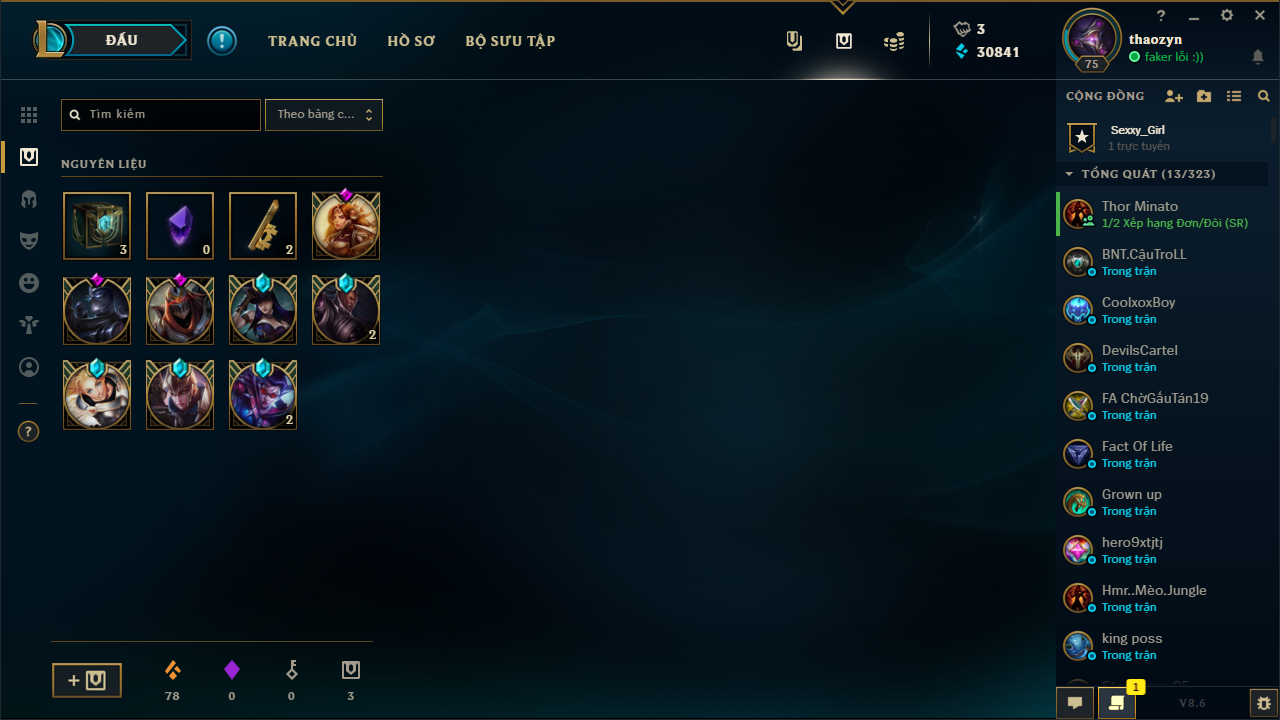 ĐẤU
!
TRANG CHỦ
HỒ SƠ
BỘ SƯU TẬP
3
30841
?
75
thaozyn
faker lỗi :))
Tìm kiếm
Theo bảng c...
CỘNG ĐỒNG
Sexxy_Girl
1 trực tuyến
NGUYÊN LIỆU
TỔNG QUÁT (13/323)
3
0
2
2
2
?
Thor Minato
1/2 Xếp hạng Đơn/Đôi (SR)
BNT.CậuTroLL
Trong trận
CoolxoxBoy
Trong trận
DevilsCartel
Trong trận
FA ChờGấuTán19
Trong trận
Fact Of Life
Trong trận
Grown up
Trong trận
hero9xtjtj
Trong trận
Hmr..Mèo.Jungle
Trong trận
king poss
Trong trận
+
78
0
0
3
1
V8.6